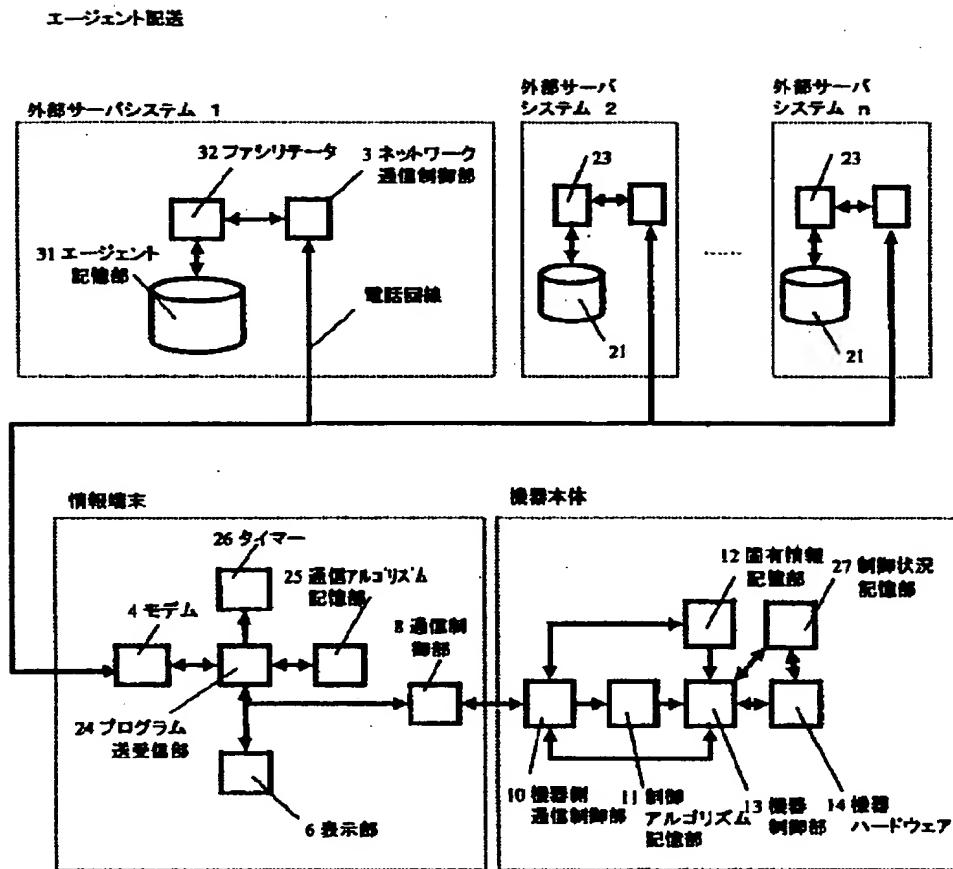 エージェント配送
外部サーバシステム 1
外部サーバ
システム 2
外部サーバ
システム n
32 ファシリテータ
3 ネットワーク
通信制御部
31 エージェント
記憶部
電話回線
23
21
......
23
21
情報端末
26 タイマー
25 通信アルゴリズム
記憶部
4 モデム
8 通信制
御部
24 プログラム
送受信部
6 表示部
機器本体
12 固有情報
記憶部
27 制御状況
記憶部
10 機器側
通信制御部
11 制御
アルゴリズム
記憶部
13 機器
制御部
14 機器
ハードウェア